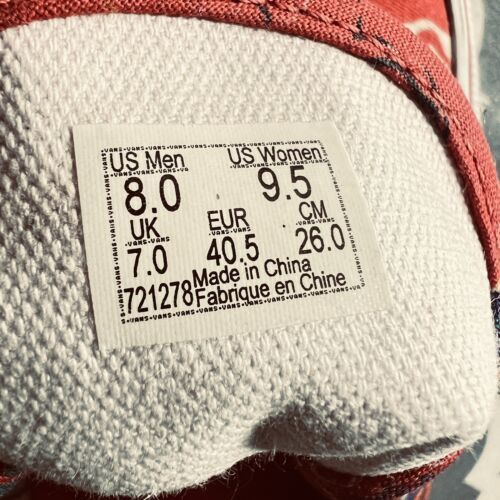 US Men US Women
8.0 9.5
UK EUR CM
7.0 40.5 26.0
Made in China
721278 Fabrique en Chine